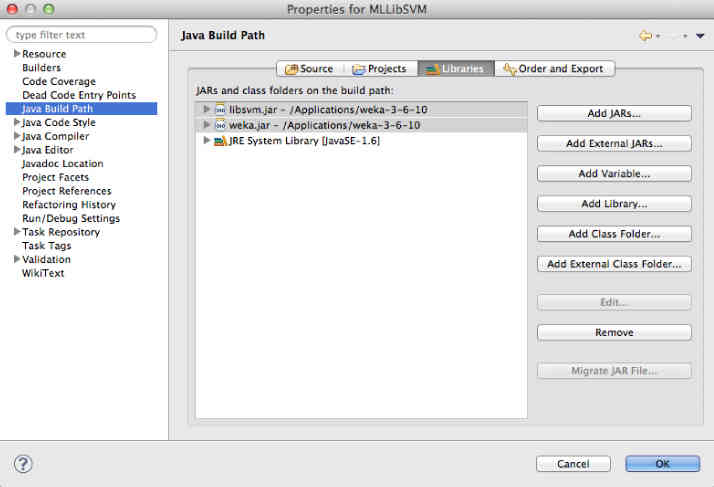 Properties for MLLibSVM
type filter text
Resource
Builders
Code Coverage
Dead Code Entry Points
Java Build Path
Java Code Style
Java Compiler
Java Editor
Javadoc Location
Project Facets
Project References
Refactoring History
Run/Debug Settings
Task Repository
Task Tags
Validation
WikiText
Java Build Path
Source
Projects
Libraries
Order and Export
JARs and class folders on the build path:
libsvm.jar – /Applications/weka-3-6-10
weka.jar – /Applications/weka-3-6-10
JRE System Library [JavaSE-1.6]
Add JARs...
Add External JARs...
Add Variable...
Add Library...
Add Class Folder...
Add External Class Folder...
Edit...
Remove
Migrate JAR File...
?
Cancel
OK